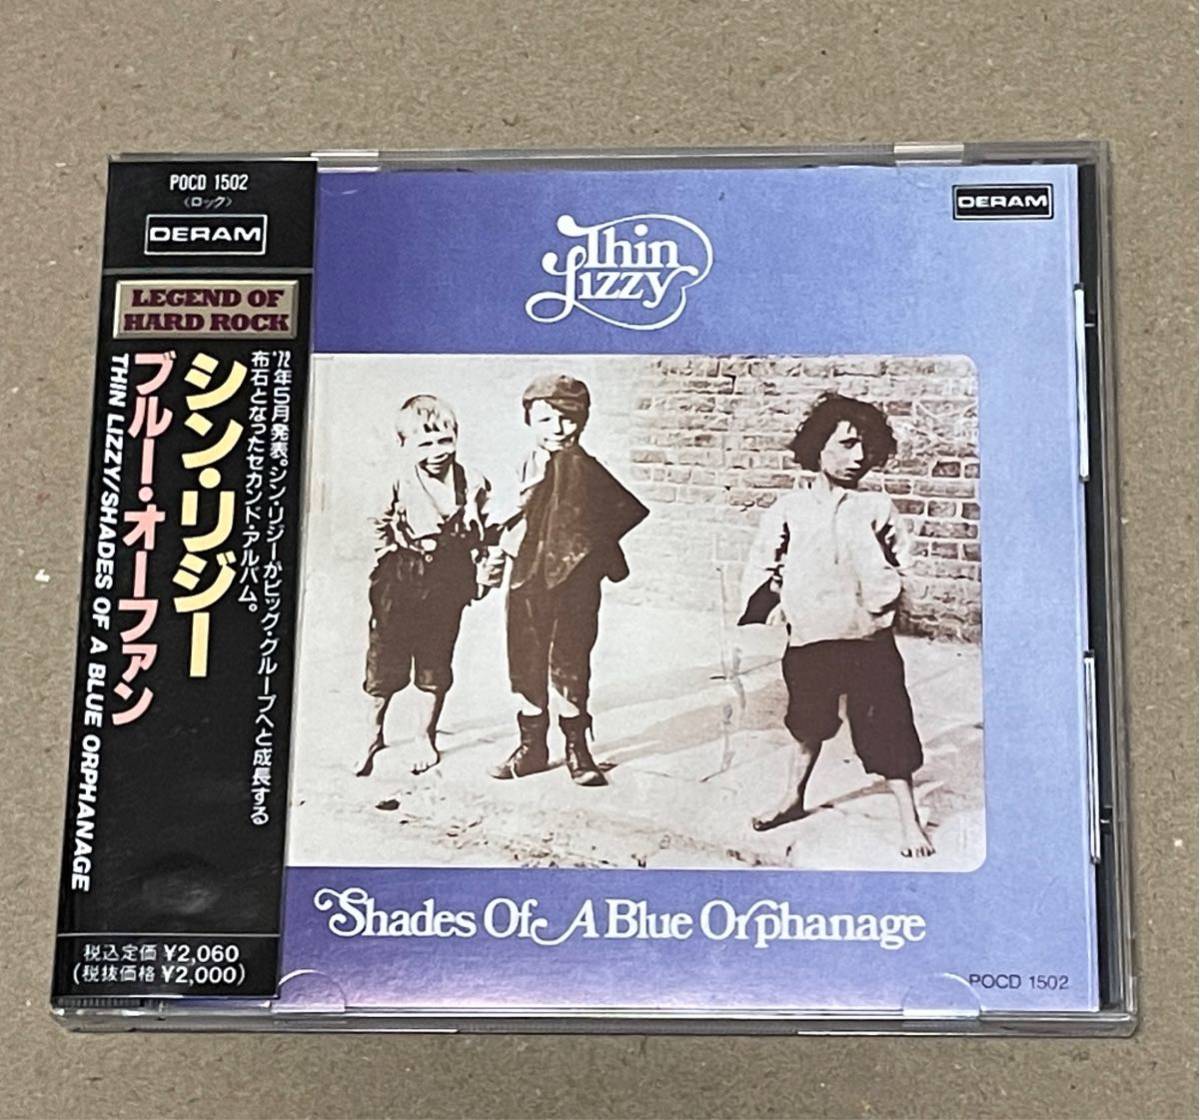 POCD 1502
〈ロック〉
DERAM
LEGEND OF
HARD ROCK
'72年5月発表。シン・リジーがビッグ・グループへと成長する
布石となったセカンド・アルバム。
シン・リジー
ブルー・オーファン
THIN LIZZY/SHADES OF A BLUE ORPHANAGE
税込定価 ¥2,060
(税抜価格 ¥2,000)
DERAM
Thin
Lizzy
Shades Of A Blue Orphanage
POCD 1502